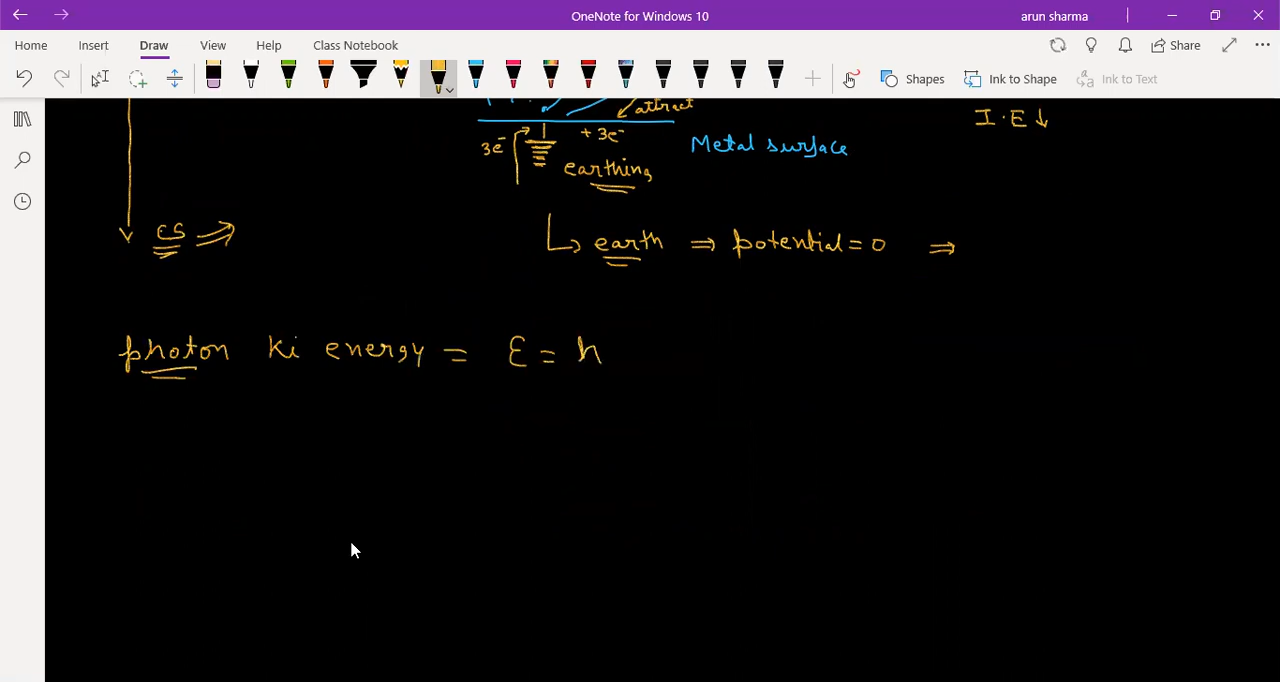 OneNote for Windows 10
arun sharma
Home Insert Draw View Help Class Notebook
Share
Shapes Ink to Shape Ink to Text
attract
I.E↓
3e⁻ + 3e⁻
Metal surface
earthing
Cs ⇒
earth ⇒ potential = 0 ⇒
photon ki energy = E = h